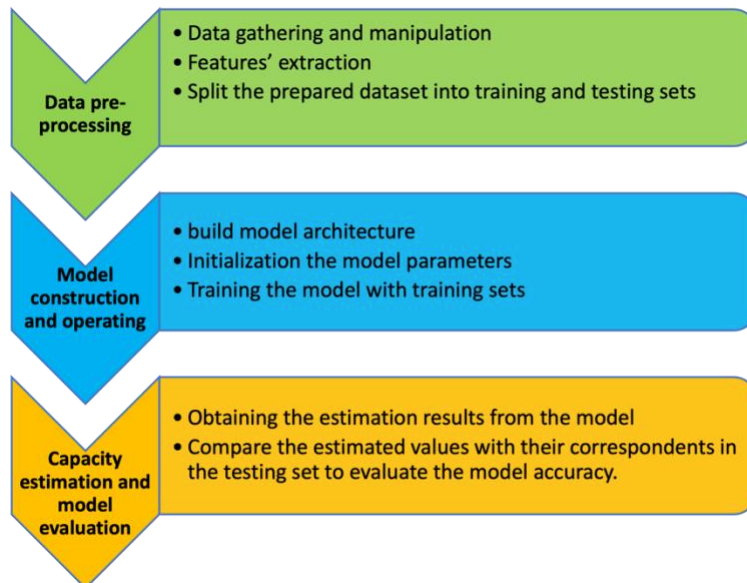 Data pre-
processing
• Data gathering and manipulation
• Features’ extraction
• Split the prepared dataset into training and testing sets
Model
construction
and operating
• build model architecture
• Initialization the model parameters
• Training the model with training sets
Capacity
estimation and
model
evaluation
• Obtaining the estimation results from the model
• Compare the estimated values with their correspondents in
the testing set to evaluate the model accuracy.